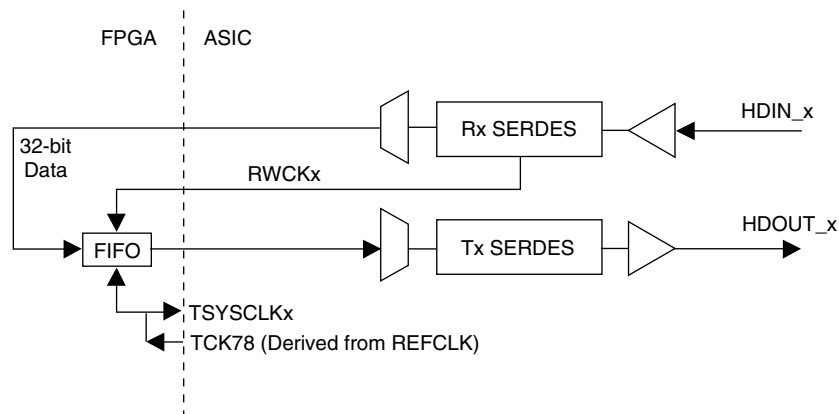 FPGA
ASIC
HDIN_x
Rx SERDES
32-bit
Data
RWCKx
HDOUT_x
FIFO
Tx SERDES
TSYSCLKx
TCK78 (Derived from REFCLK)